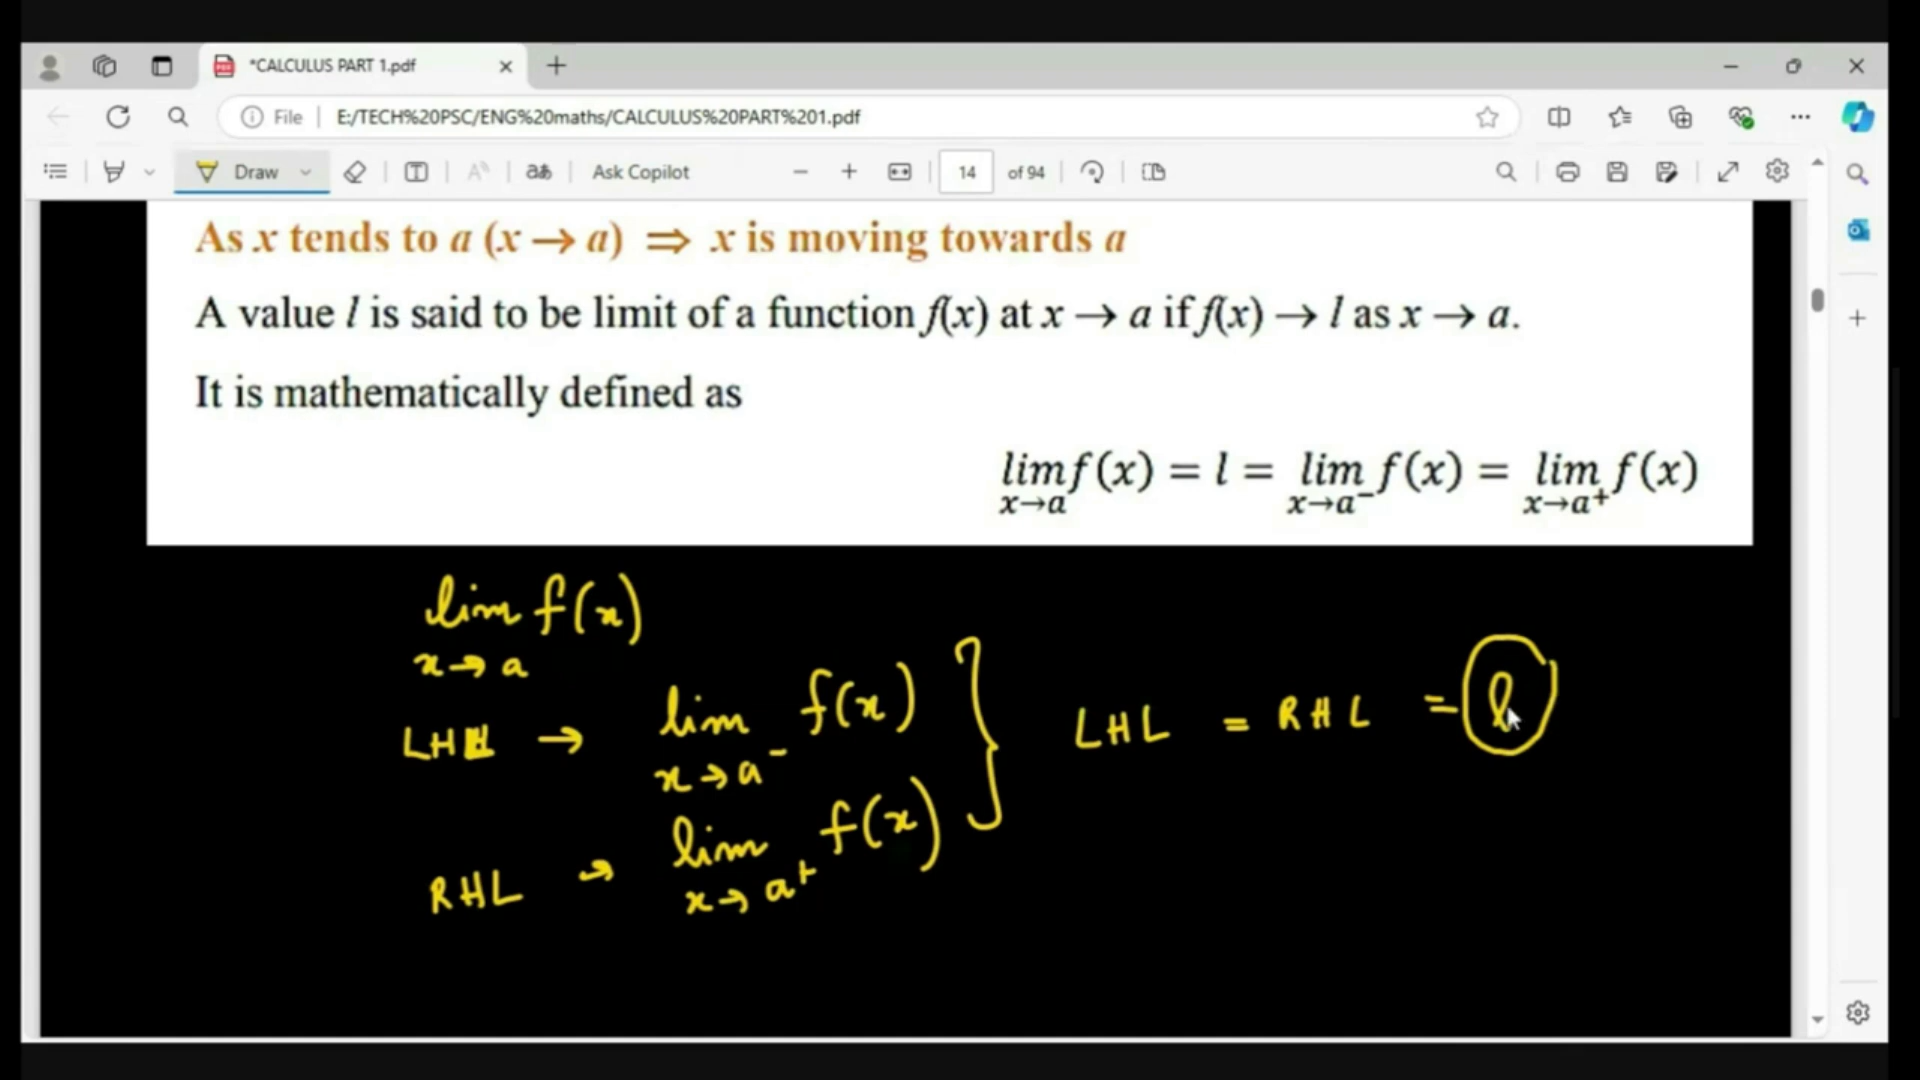 *CALCULUS PART 1.pdf
File E:/TECH%20PSC/ENG%20maths/CALCULUS%20PART%201.pdf
Draw aあ Ask Copilot 14 of 94
As x tends to a (x → a) ⇒ x is moving towards a
A value l is said to be limit of a function f(x) at x → a if f(x) → l as x → a.
It is mathematically defined as
lim f(x) = l = lim f(x) = lim f(x)
x→a x→a⁻ x→a⁺
lim f(x)
x → a
LHL → lim f(x)
x → a⁻
LHL = RHL = l
RHL → lim f(x)
x → a⁺